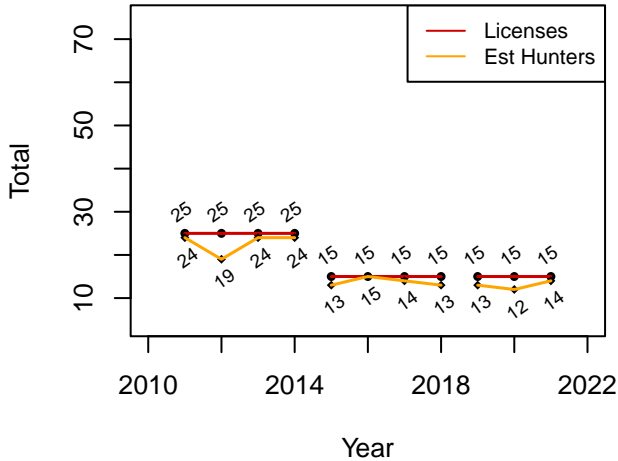 Licenses
Est Hunters
70
50
30
10
Total
25 25 25 25
24 19 24 24
15 15 15 15 15 15 15
13 15 14 13 13 12 14
2010 2014 2018 2022
Year